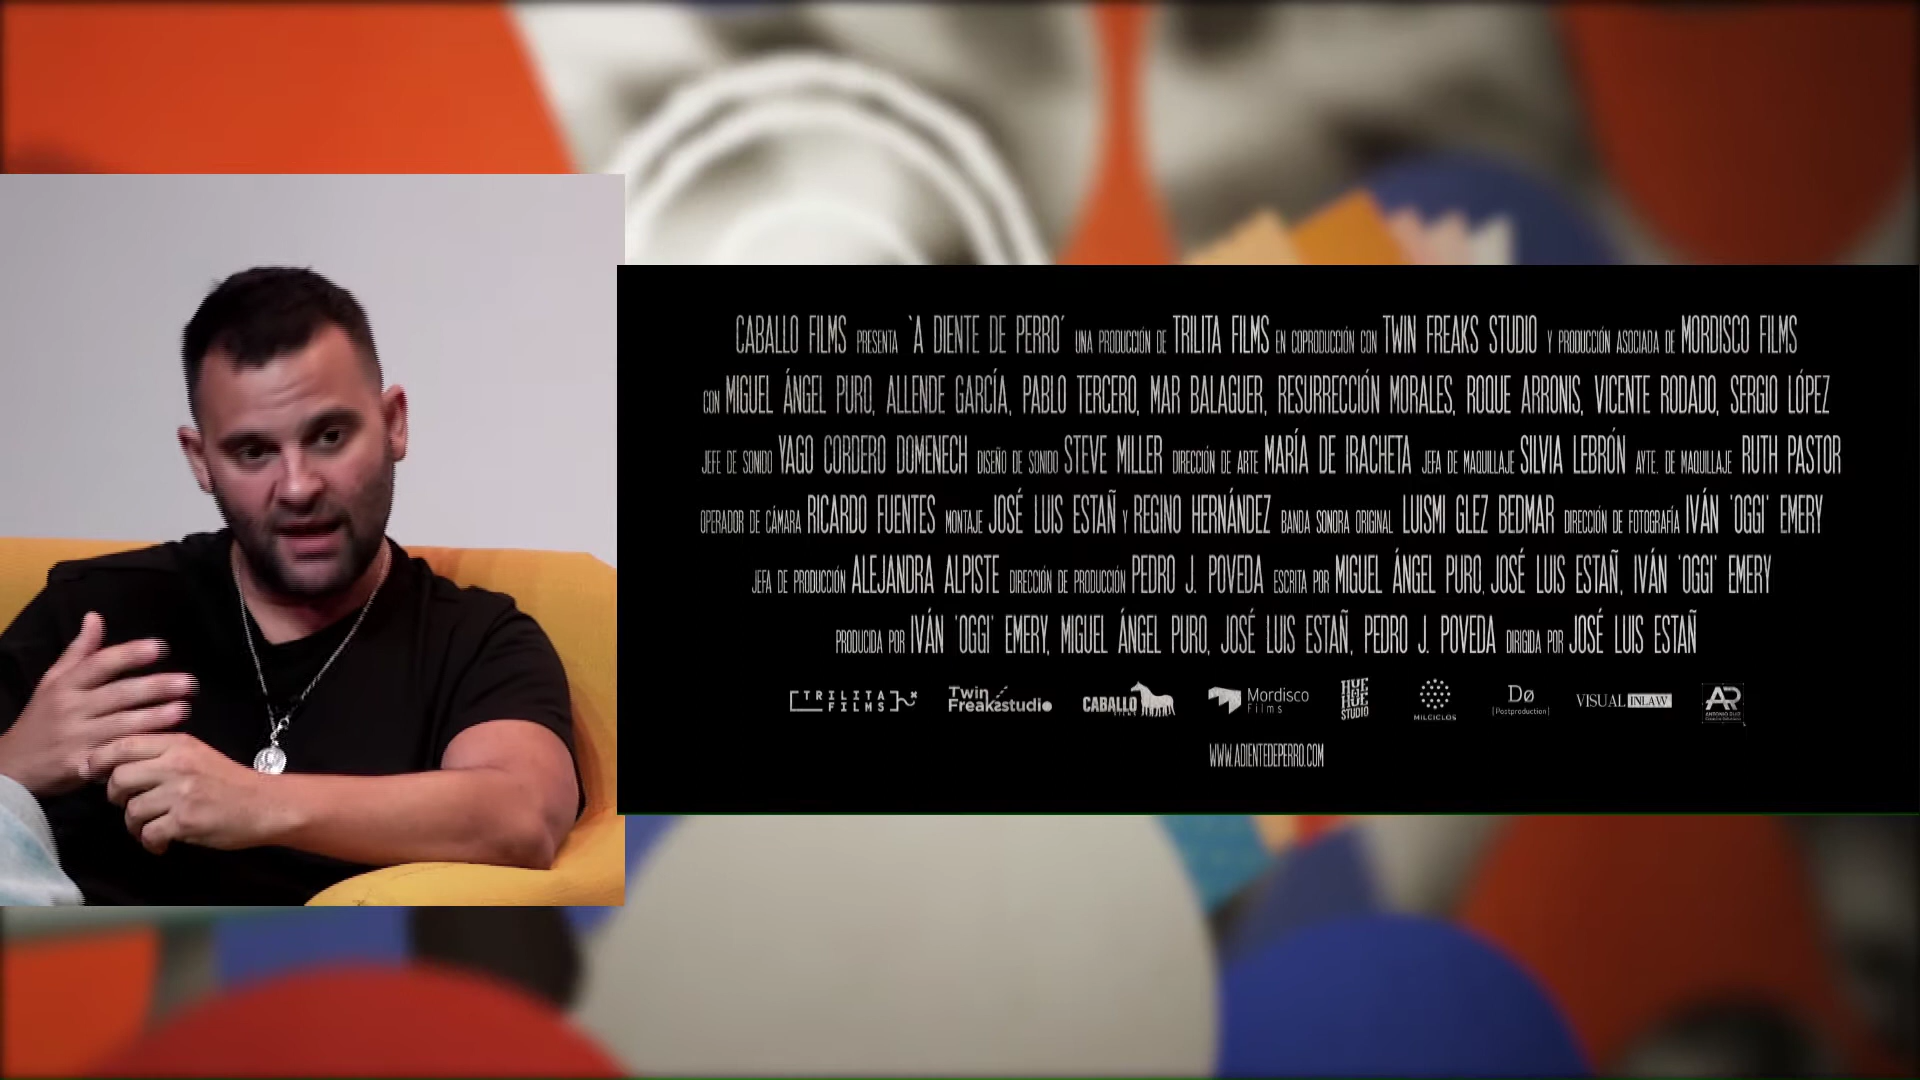 CABALLO FILMS PRESENTA 'A DIENTE DE PERRO' UNA PRODUCCIÓN DE TRILITA FILMS EN COPRODUCCIÓN CON TWIN FREAKS STUDIO Y PRODUCCIÓN ASOCIADA DE MORDISCO FILMS
CON MIGUEL ÁNGEL PURO, ALLENDE GARCÍA, PABLO TERCERO, MAR BALAGUER, RESURRECCIÓN MORALES, ROQUE ARRONIS, VICENTE RODADO, SERGIO LÓPEZ
JEFE DE SONIDO YAGO CORDERO DOMENECH DISEÑO DE SONIDO STEVE MILLER DIRECCIÓN DE ARTE MARÍA DE IRACHETA JEFA DE MAQUILLAJE SILVIA LEBRÓN AYTE. DE MAQUILLAJE RUTH PASTOR
OPERADOR DE CÁMARA RICARDO FUENTES MONTAJE JOSÉ LUIS ESTAÑ Y REGINO HERNÁNDEZ BANDA SONORA ORIGINAL LUISMI GLEZ BEDMAR DIRECCIÓN DE FOTOGRAFÍA IVÁN 'OGGI' EMERY
JEFA DE PRODUCCIÓN ALEJANDRA ALPISTE DIRECCIÓN DE PRODUCCIÓN PEDRO J. POVEDA ESCRITA POR MIGUEL ÁNGEL PURO, JOSÉ LUIS ESTAÑ, IVÁN 'OGGI' EMERY
PRODUCIDA POR IVÁN 'OGGI' EMERY, MIGUEL ÁNGEL PURO, JOSÉ LUIS ESTAÑ, PEDRO J. POVEDA DIRIGIDA POR JOSÉ LUIS ESTAÑ
TRILITA FILMS
Twin Freakzstudio
CABALLO FILMS
Mordisco Films
HUE HUE STUDIO
MILCICLOS
Dø [Postproduction]
VISUAL INLAW
AR
WWW.ADIENTEDEPERRO.COM